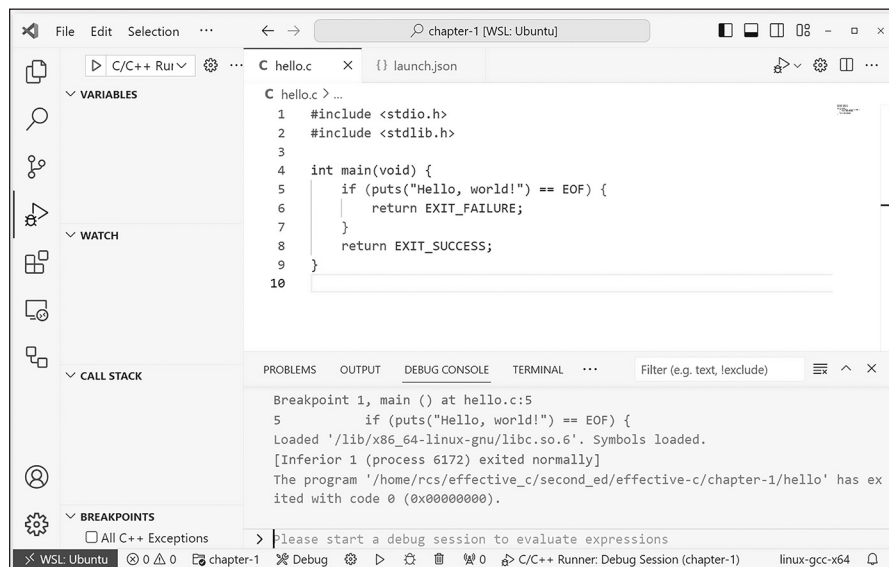 File Edit Selection ··· chapter-1 [WSL: Ubuntu]
C/C++ Rui ···
VARIABLES
WATCH
CALL STACK
BREAKPOINTS
All C++ Exceptions
C hello.c {} launch.json ···
C hello.c > ...
1 #include <stdio.h>
2 #include <stdlib.h>
3
4 int main(void) {
5     if (puts("Hello, world!") == EOF) {
6         return EXIT_FAILURE;
7     }
8     return EXIT_SUCCESS;
9 }
10
PROBLEMS OUTPUT DEBUG CONSOLE TERMINAL ··· Filter (e.g. text, !exclude)
Breakpoint 1, main () at hello.c:5
5           if (puts("Hello, world!") == EOF) {
Loaded '/lib/x86_64-linux-gnu/libc.so.6'. Symbols loaded.
[Inferior 1 (process 6172) exited normally]
The program '/home/rcs/effective_c/second_ed/effective-c/chapter-1/hello' has ex
ited with code 0 (0x00000000).
> Please start a debug session to evaluate expressions
WSL: Ubuntu 0 0 chapter-1 Debug 0 C/C++ Runner: Debug Session (chapter-1) linux-gcc-x64